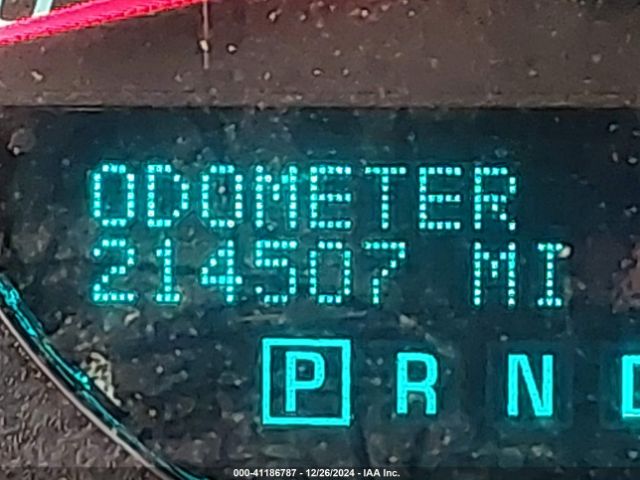 ODOMETER
214507 MI
P R N D
000-41186787 - 12/26/2024 - IAA Inc.